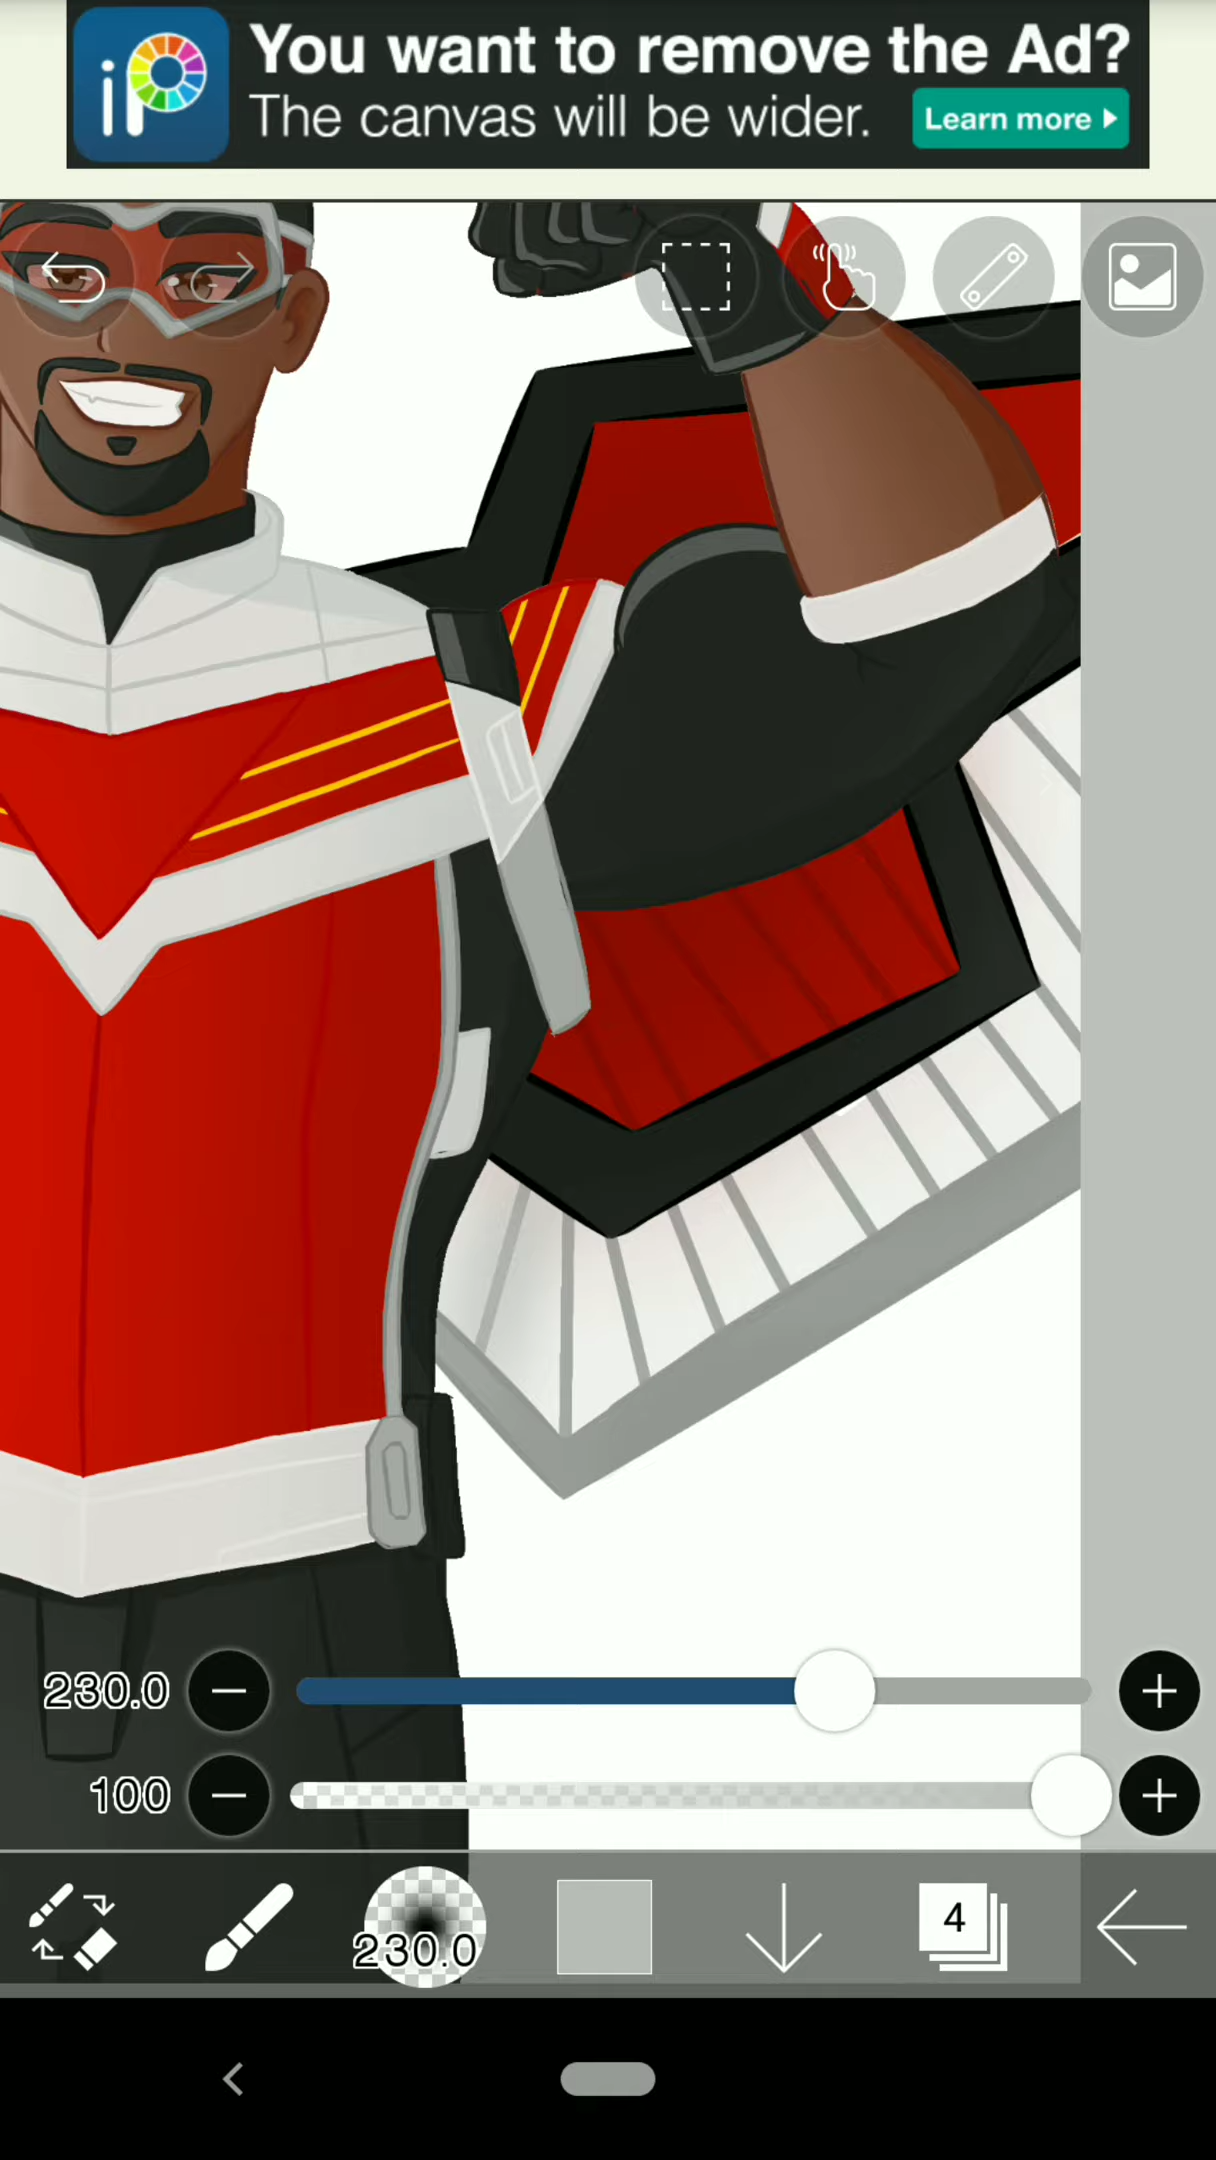 iP
You want to remove the Ad?
The canvas will be wider.
Learn more
230.0
100
230.0
4